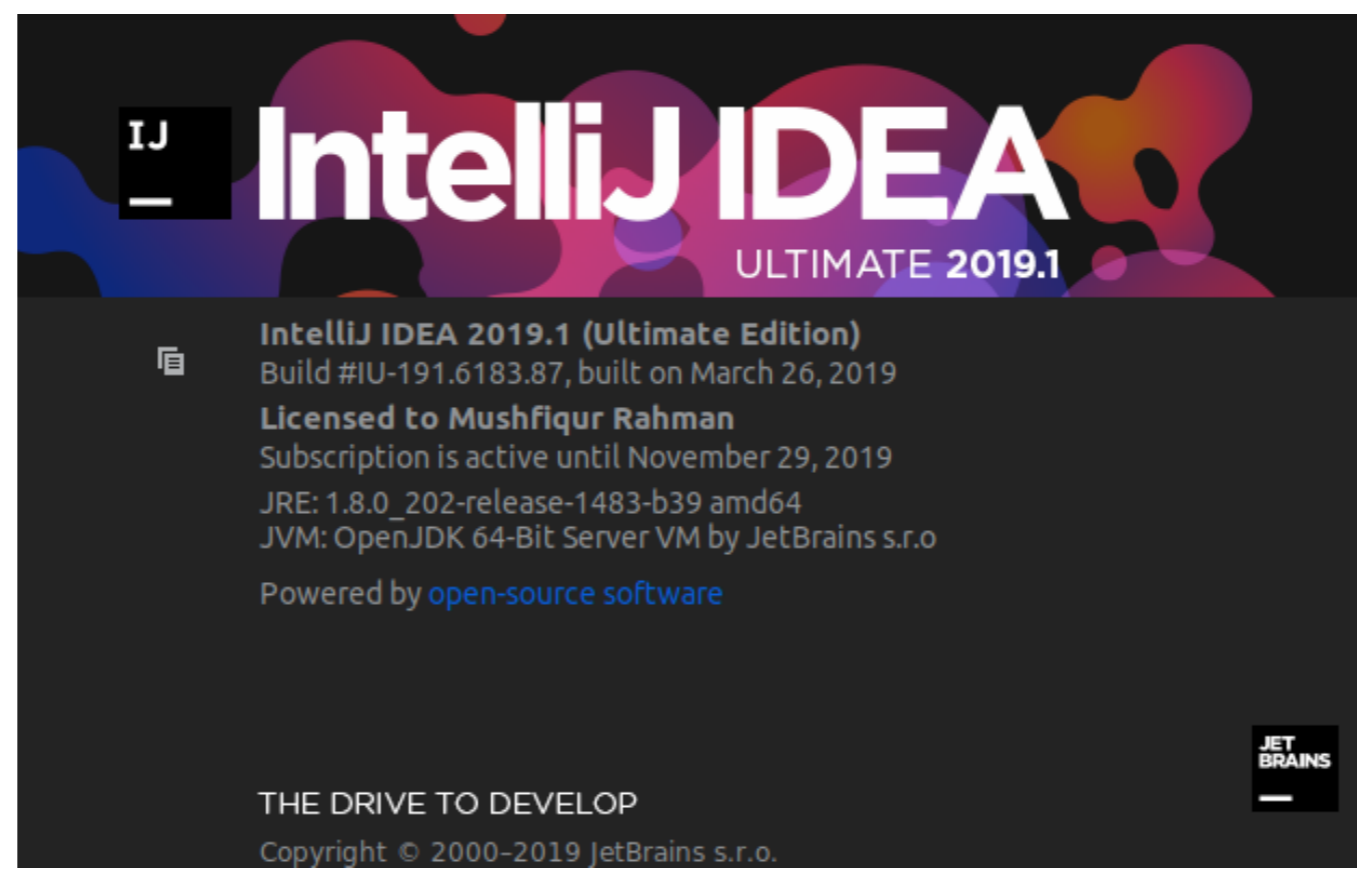 IJ
IntelliJ IDEA
ULTIMATE 2019.1
IntelliJ IDEA 2019.1 (Ultimate Edition)
Build #IU-191.6183.87, built on March 26, 2019
Licensed to Mushfiqur Rahman
Subscription is active until November 29, 2019
JRE: 1.8.0_202-release-1483-b39 amd64
JVM: OpenJDK 64-Bit Server VM by JetBrains s.r.o
Powered by open-source software
JET
BRAINS
THE DRIVE TO DEVELOP
Copyright © 2000–2019 JetBrains s.r.o.